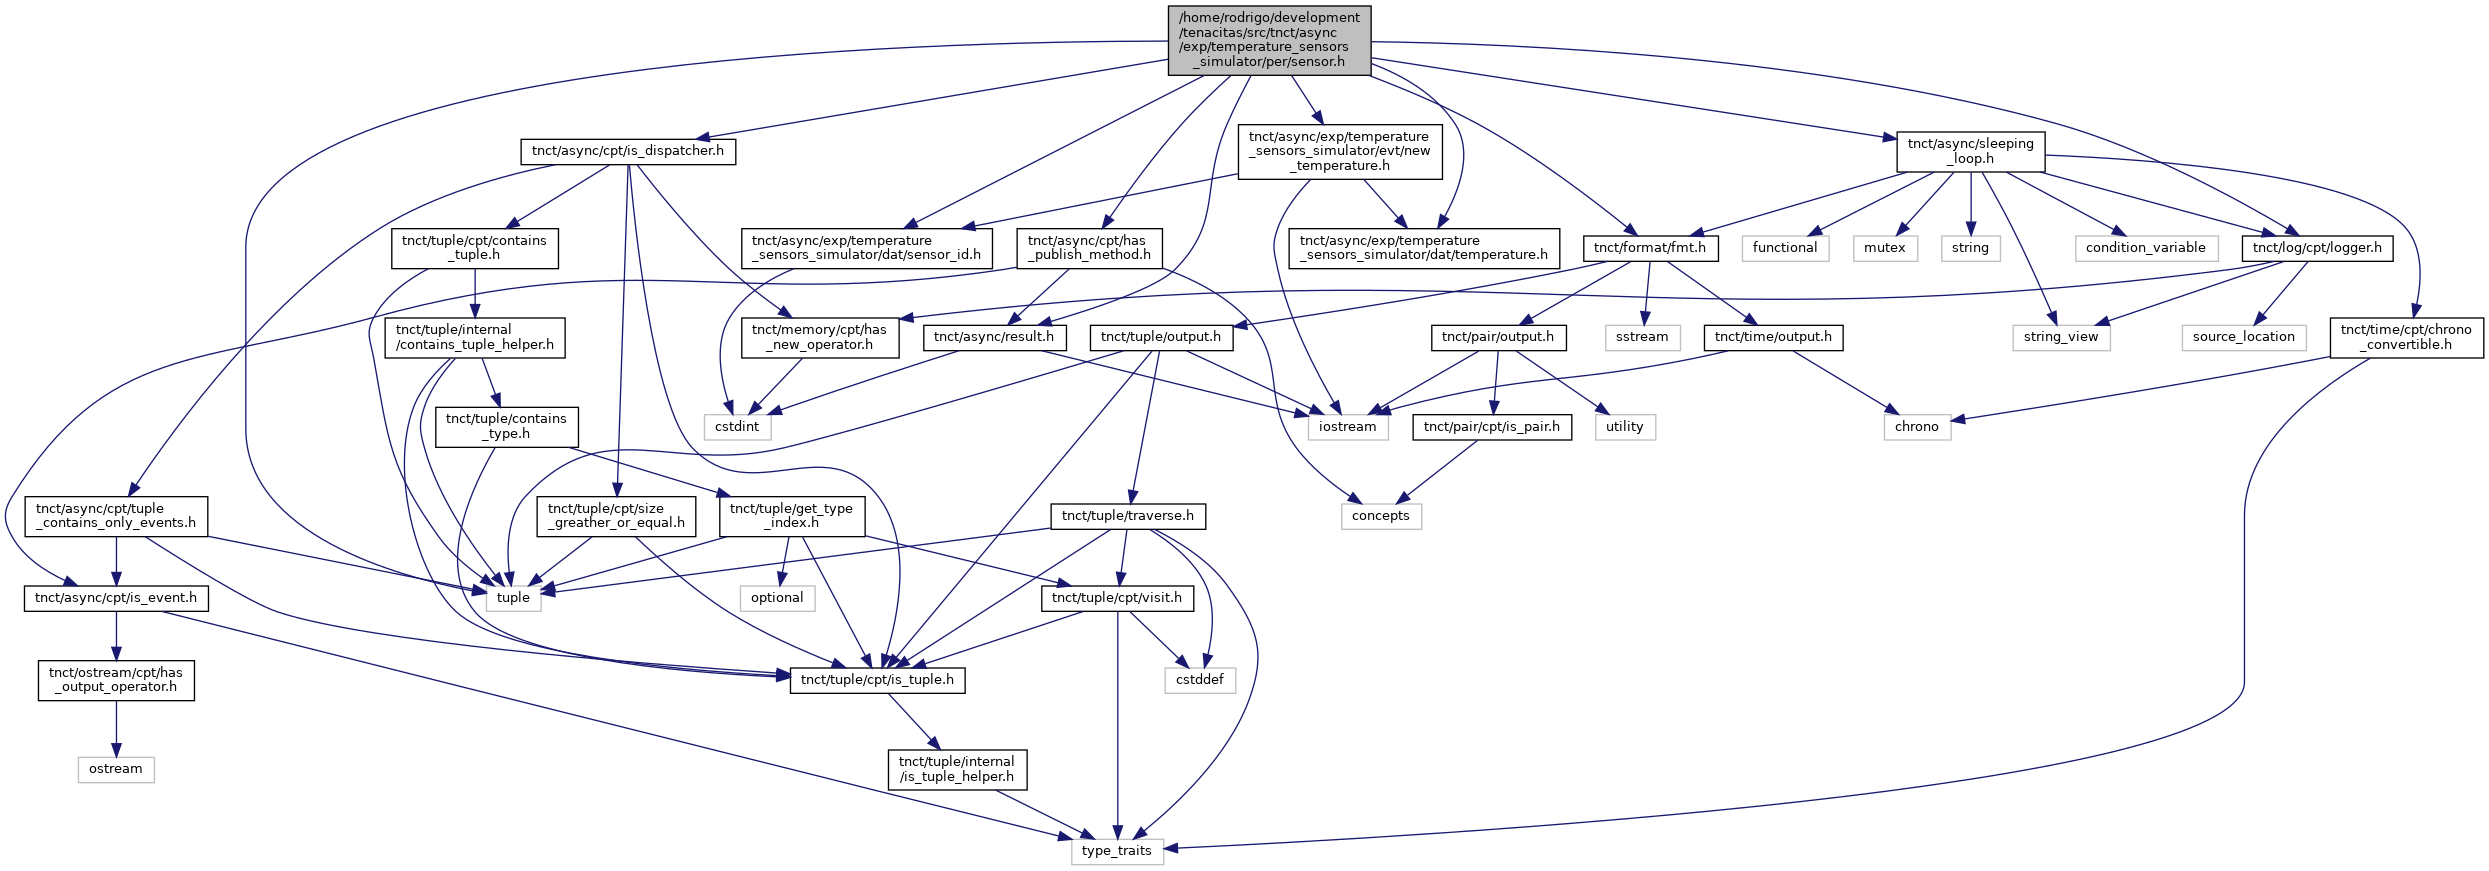 /home/rodrigo/development
/tenacitas/src/tnct/async
/exp/temperature_sensors
_simulator/per/sensor.h
tnct/async/cpt/is_dispatcher.h
tnct/async/exp/temperature
_sensors_simulator/evt/new
_temperature.h
tnct/async/sleeping
_loop.h
tnct/tuple/cpt/contains
_tuple.h
tnct/async/exp/temperature
_sensors_simulator/dat/sensor_id.h
tnct/async/cpt/has
_publish_method.h
tnct/async/exp/temperature
_sensors_simulator/dat/temperature.h
tnct/format/fmt.h
functional
mutex
string
condition_variable
tnct/log/cpt/logger.h
tnct/tuple/internal
/contains_tuple_helper.h
tnct/memory/cpt/has
_new_operator.h
tnct/async/result.h
tnct/tuple/output.h
tnct/pair/output.h
sstream
tnct/time/output.h
string_view
source_location
tnct/time/cpt/chrono
_convertible.h
tnct/tuple/contains
_type.h
cstdint
iostream
tnct/pair/cpt/is_pair.h
utility
chrono
tnct/async/cpt/tuple
_contains_only_events.h
tnct/tuple/cpt/size
_greather_or_equal.h
tnct/tuple/get_type
_index.h
tnct/tuple/traverse.h
concepts
tnct/async/cpt/is_event.h
tuple
optional
tnct/tuple/cpt/visit.h
tnct/ostream/cpt/has
_output_operator.h
tnct/tuple/cpt/is_tuple.h
cstddef
ostream
tnct/tuple/internal
/is_tuple_helper.h
type_traits